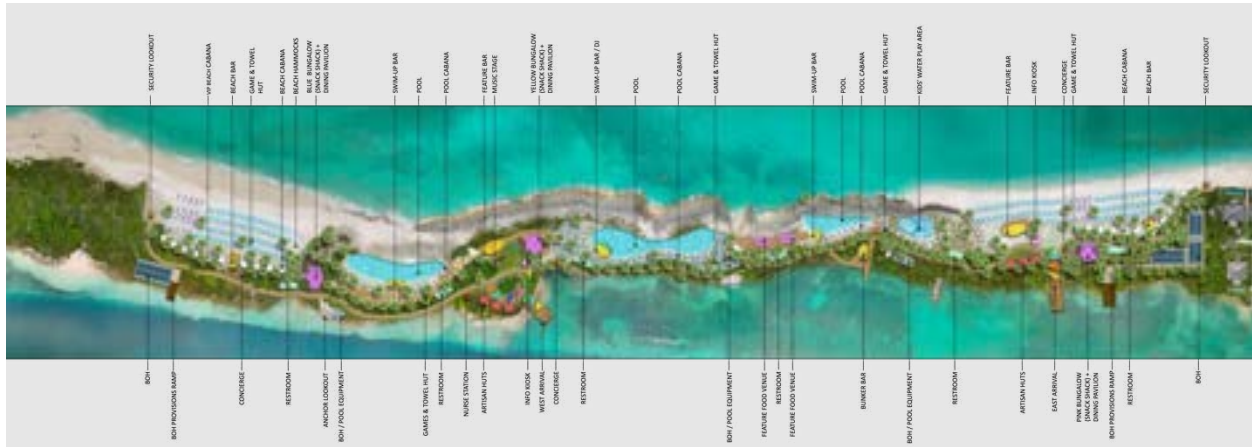 SECURITY LOOKOUT
VIP BEACH CABANA
BEACH BAR
GAME & TOWEL
HUT
BEACH CABANA
BEACH HAMMOCKS
BLUE BUNGALOW
(SNACK SHACK) +
DINING PAVILION
SWIM-UP BAR
POOL
POOL CABANA
FEATURE BAR
MUSIC STAGE
YELLOW BUNGALOW
(SNACK SHACK) +
DINING PAVILION
SWIM-UP BAR / DJ
POOL
POOL CABANA
GAME & TOWEL HUT
SWIM-UP BAR
POOL
POOL CABANA
GAME & TOWEL HUT
KIDS' WATER PLAY AREA
FEATURE BAR
INFO KIOSK
CONCIERGE
GAME & TOWEL HUT
BEACH CABANA
BEACH BAR
SECURITY LOOKOUT
BOH
BOH PROVISIONS RAMP
CONCIERGE
RESTROOM
ANCHOR LOOKOUT
BOH / POOL EQUIPMENT
GAMES & TOWEL HUT
RESTROOM
NURSE STATION
ARTISAN HUTS
INFO KIOSK
WEST ARRIVAL
CONCIERGE
RESTROOM
BOH / POOL EQUIPMENT
FEATURE FOOD VENUE
RESTROOM
FEATURE FOOD VENUE
BUNKER BAR
BOH / POOL EQUIPMENT
RESTROOM
ARTISAN HUTS
EAST ARRIVAL
PINK BUNGALOW
(SNACK SHACK) +
DINING PAVILION
BOH PROVISIONS RAMP
RESTROOM
BOH